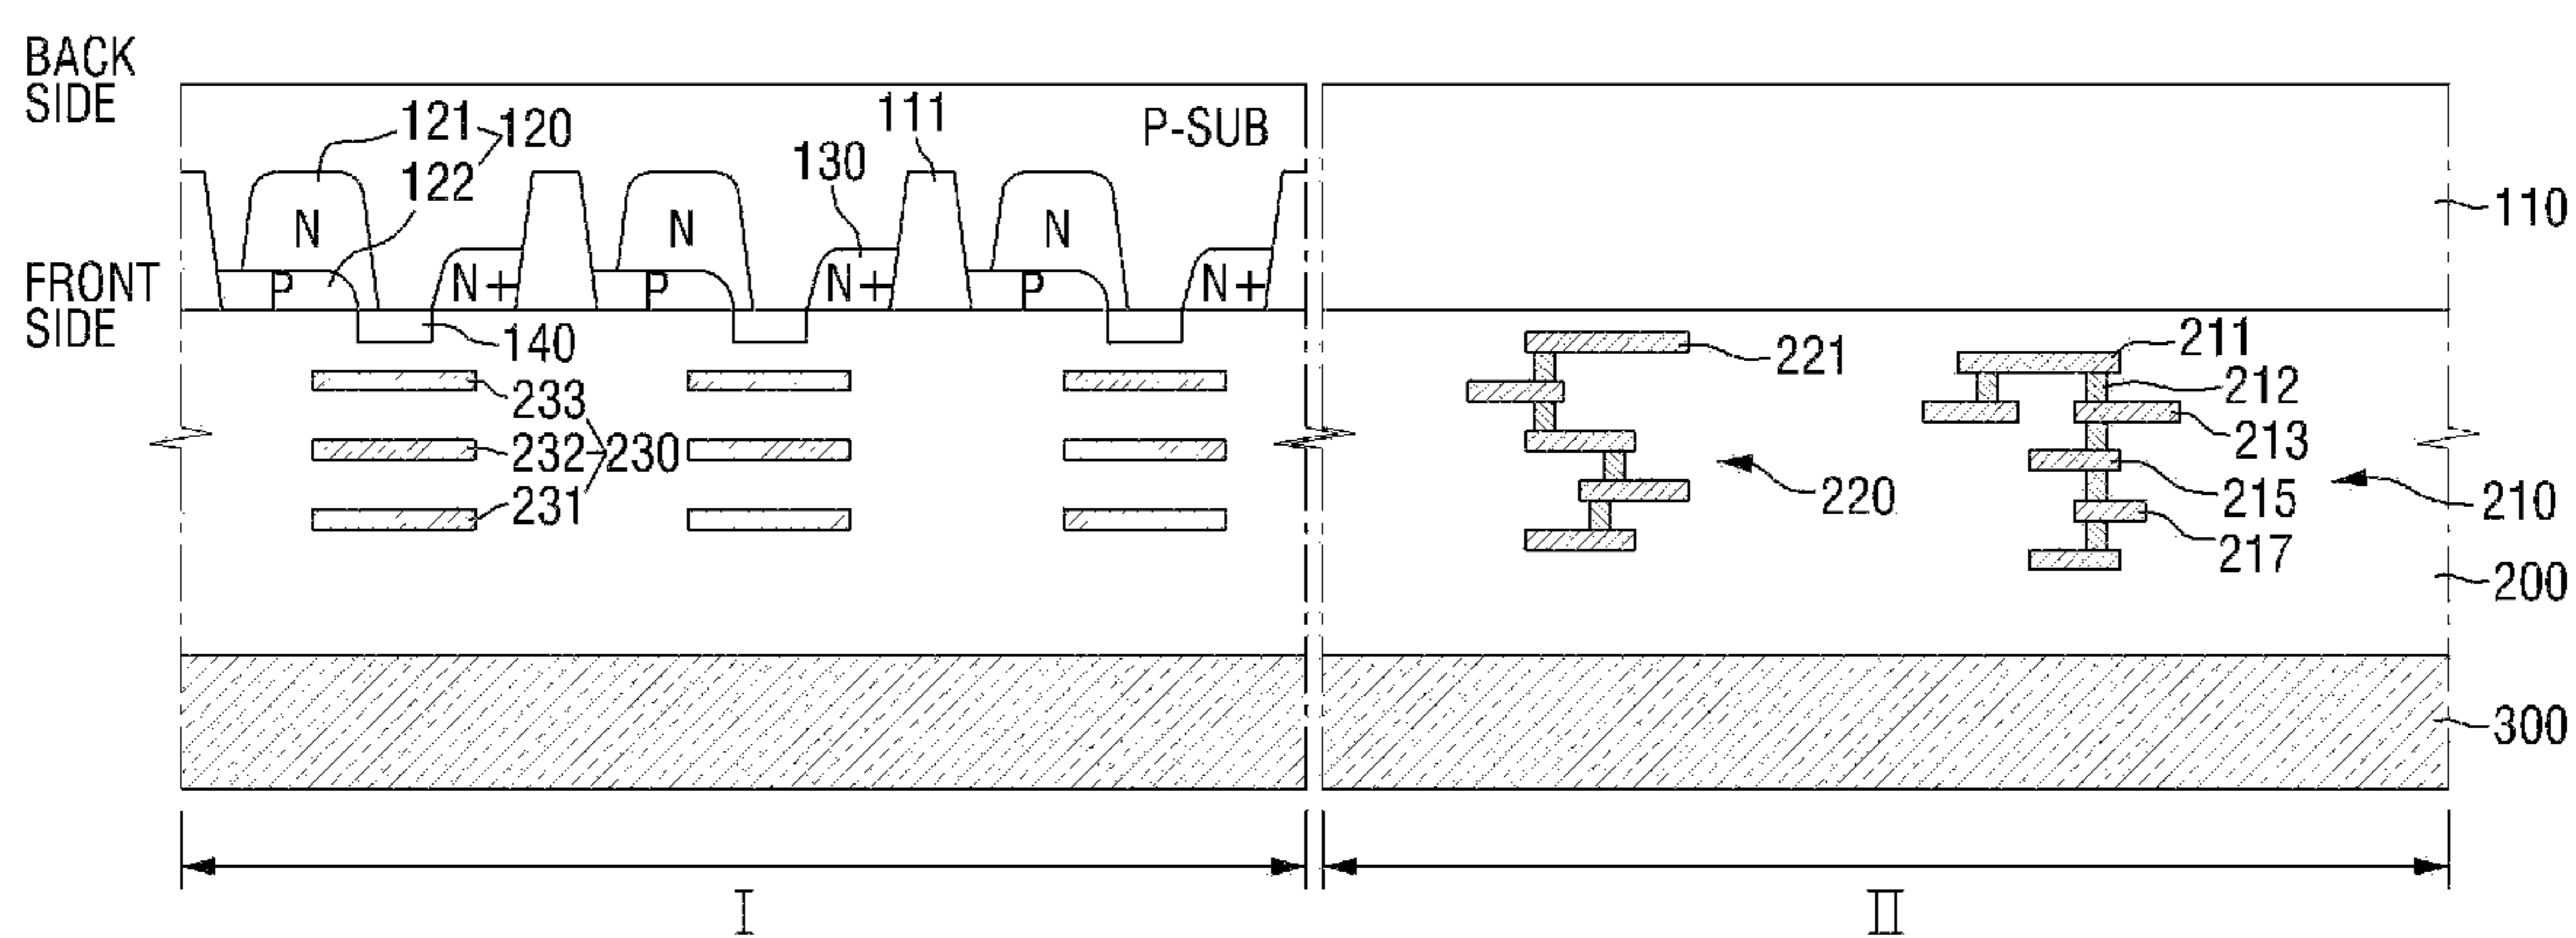 BACK
SIDE
121
120
122
111
P-SUB
130
110
N
N
N
FRONT
SIDE
P
N+
P
N+
P
N+
140
221
211
212
233
213
232
230
215
220
210
231
217
200
300
I
II